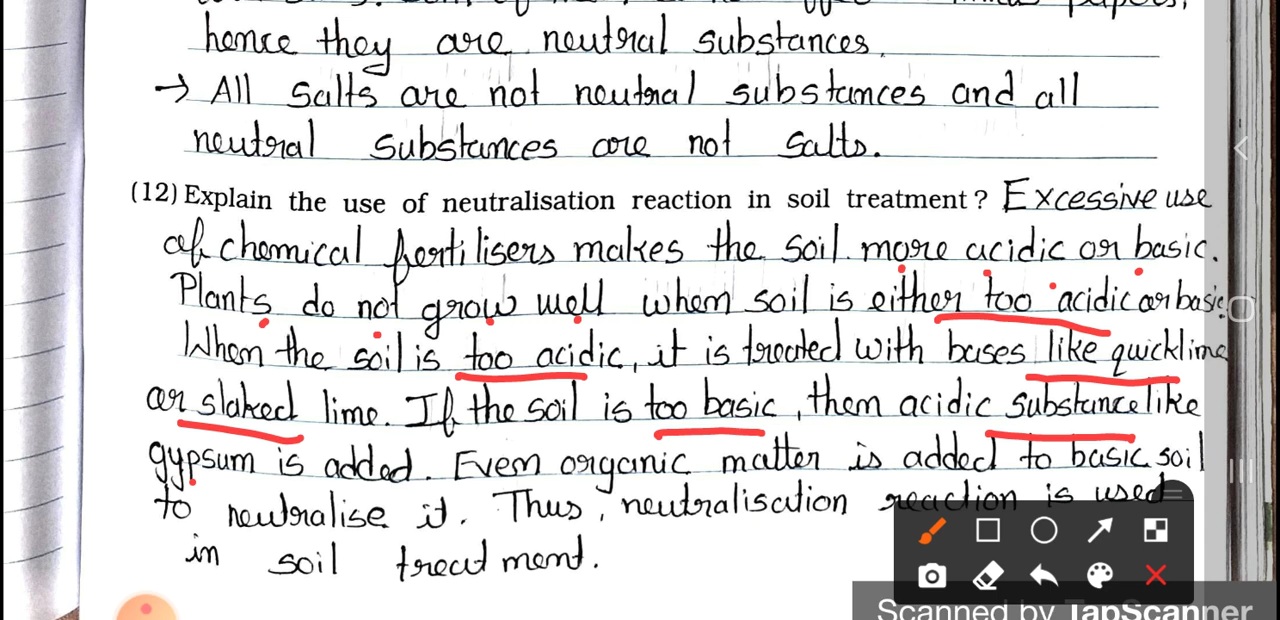 hence they are neutral substances.
→ All salts are not neutral substances and all
neutral substances are not salts.
(12) Explain the use of neutralisation reaction in soil treatment? Excessive use
of chemical fertilisers makes the soil more acidic or basic.
Plants do not grow well when soil is either too acidic or basic.
When the soil is too acidic, it is treated with bases like quicklime
or slaked lime. If the soil is too basic, then acidic substance like
gypsum is added. Even organic matter is added to basic soil
to neutralise it. Thus, neutralisation reaction is used
in soil treatment.
Scanned by TapScanner